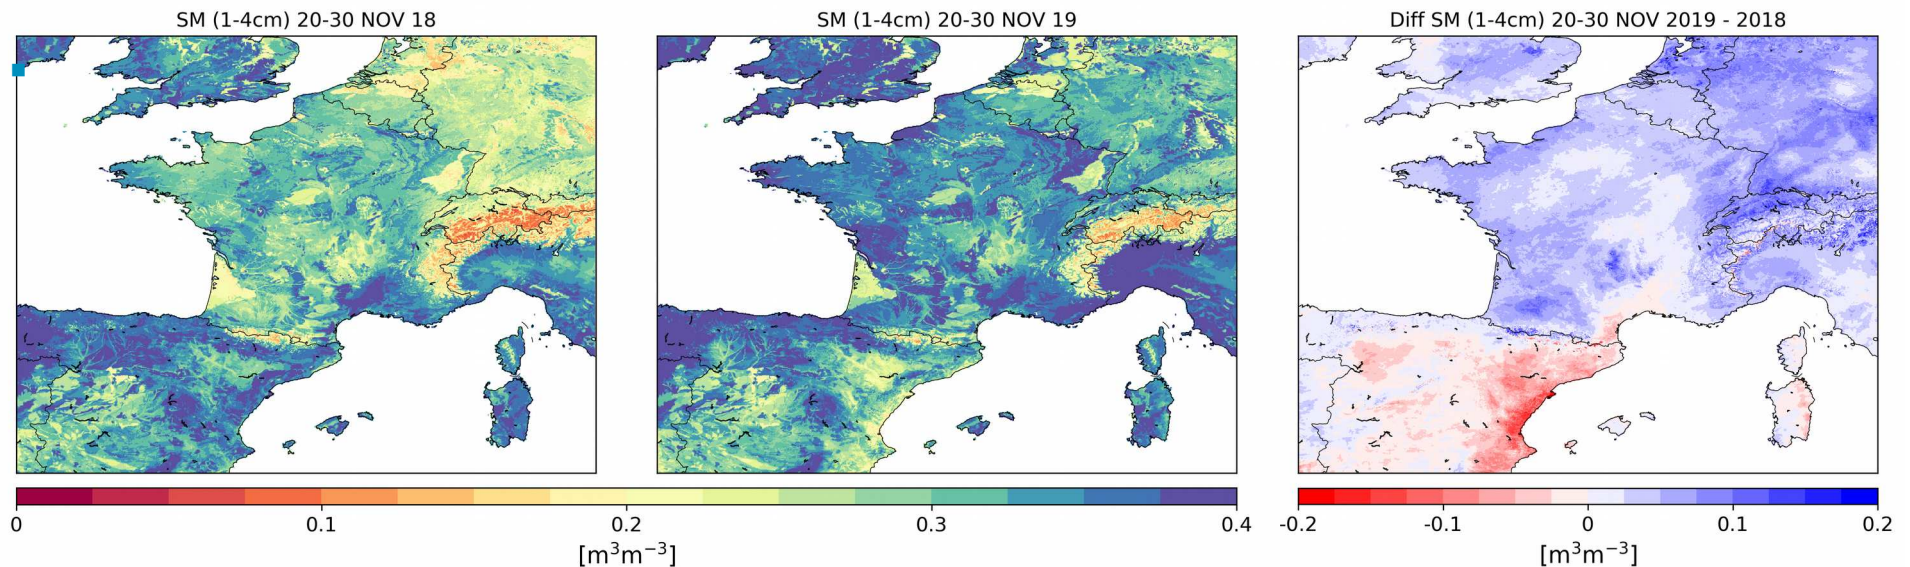 SM (1-4cm) 20-30 NOV 18
SM (1-4cm) 20-30 NOV 19
Diff SM (1-4cm) 20-30 NOV 2019 - 2018
0 0.1 0.2 0.3 0.4
[m³m⁻³]
-0.2 -0.1 0 0.1 0.2
[m³m⁻³]